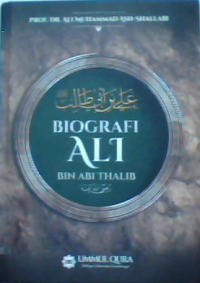 PROF. DR. ALI MUHAMMAD ASH-SHALLABI
علي بن أبي طالب
BIOGRAFI
ALI
BIN ABI THALIB
UMMUL QURA